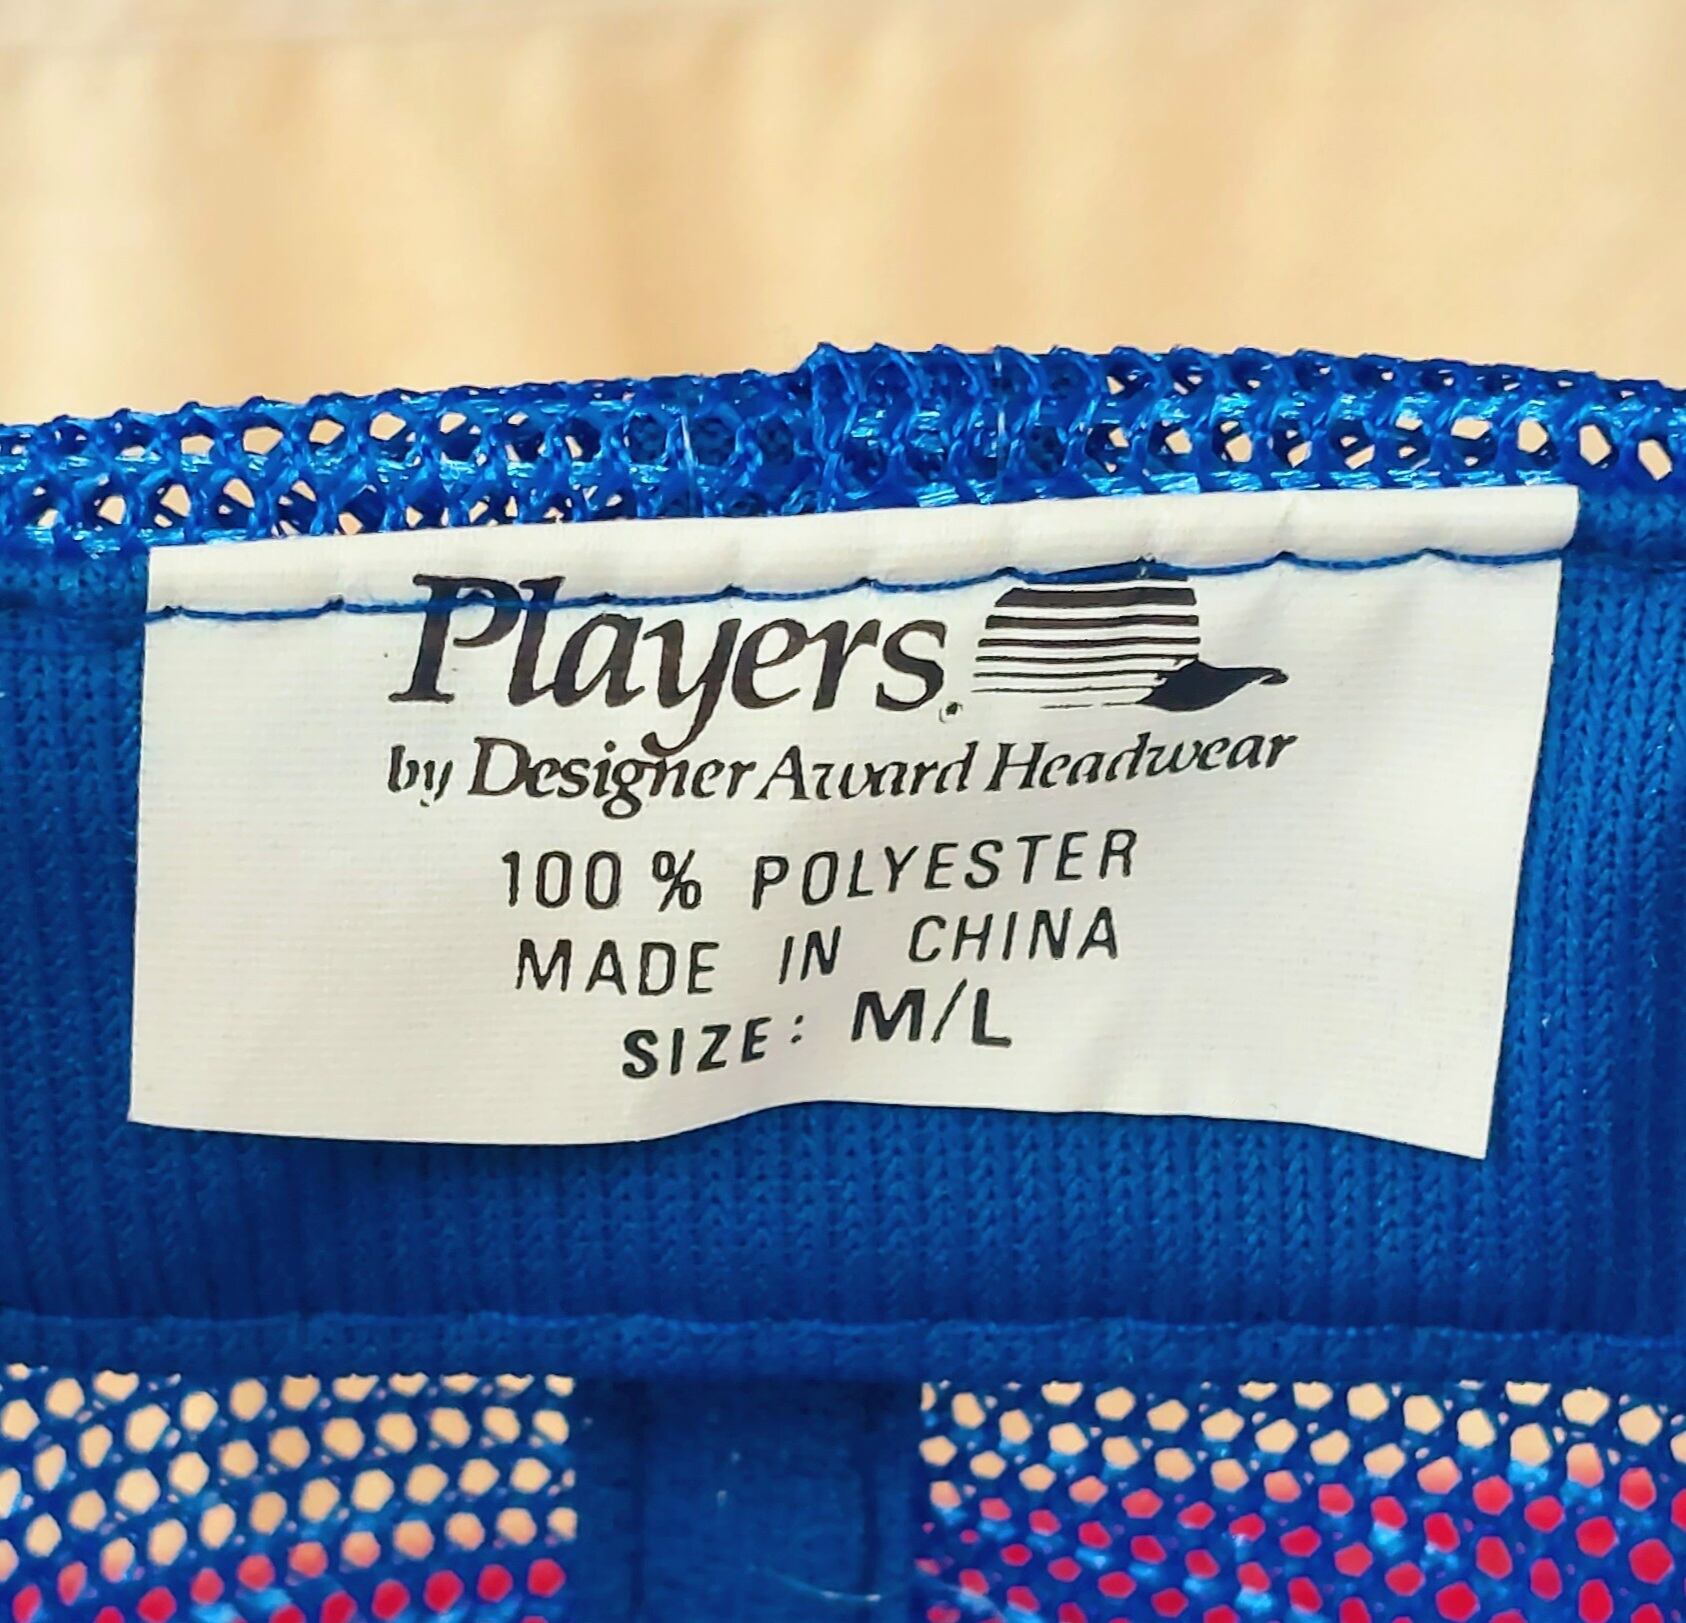 Players
by Designer Award Headwear
100 % POLYESTER
MADE IN CHINA
SIZE: M/L